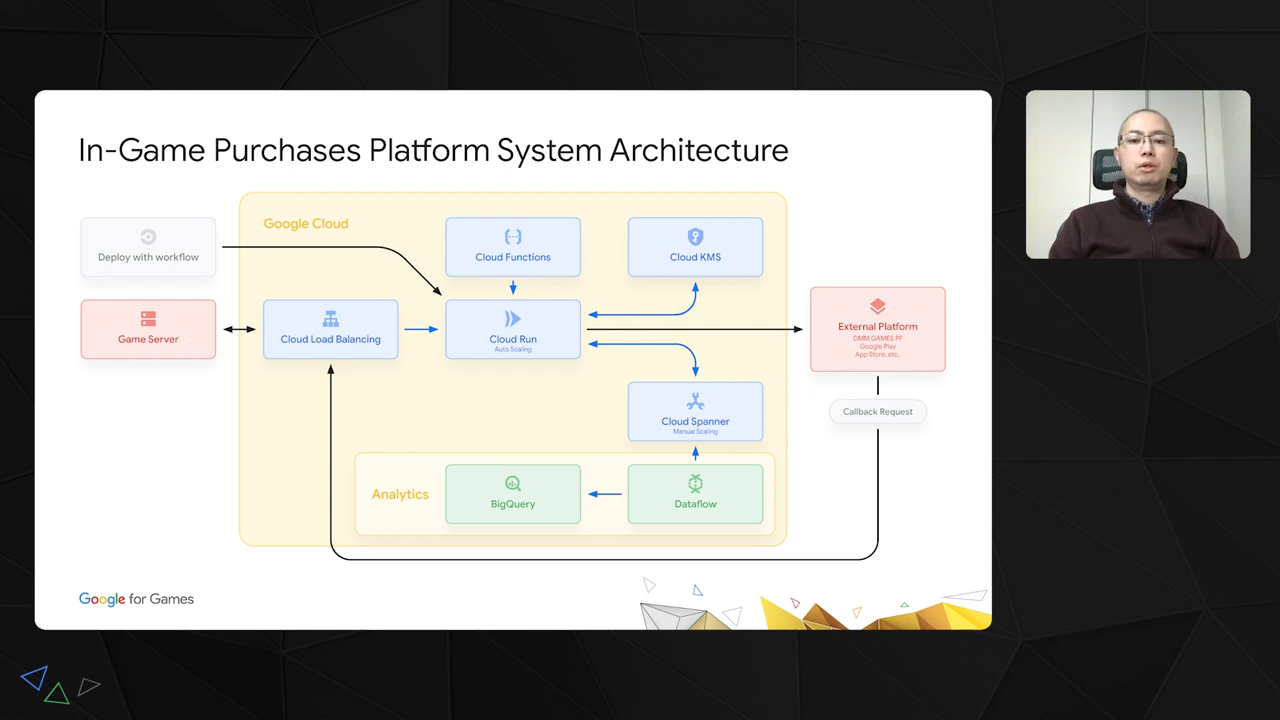 In-Game Purchases Platform System Architecture
Google Cloud
Deploy with workflow
Cloud Functions
Cloud KMS
Game Server
Cloud Load Balancing
Cloud Run
Auto Scaling
External Platform
DMM GAMES PF
Google Play
App Store, etc..
Cloud Spanner
Manual Scaling
Callback Request
Analytics
BigQuery
Dataflow
Google for Games